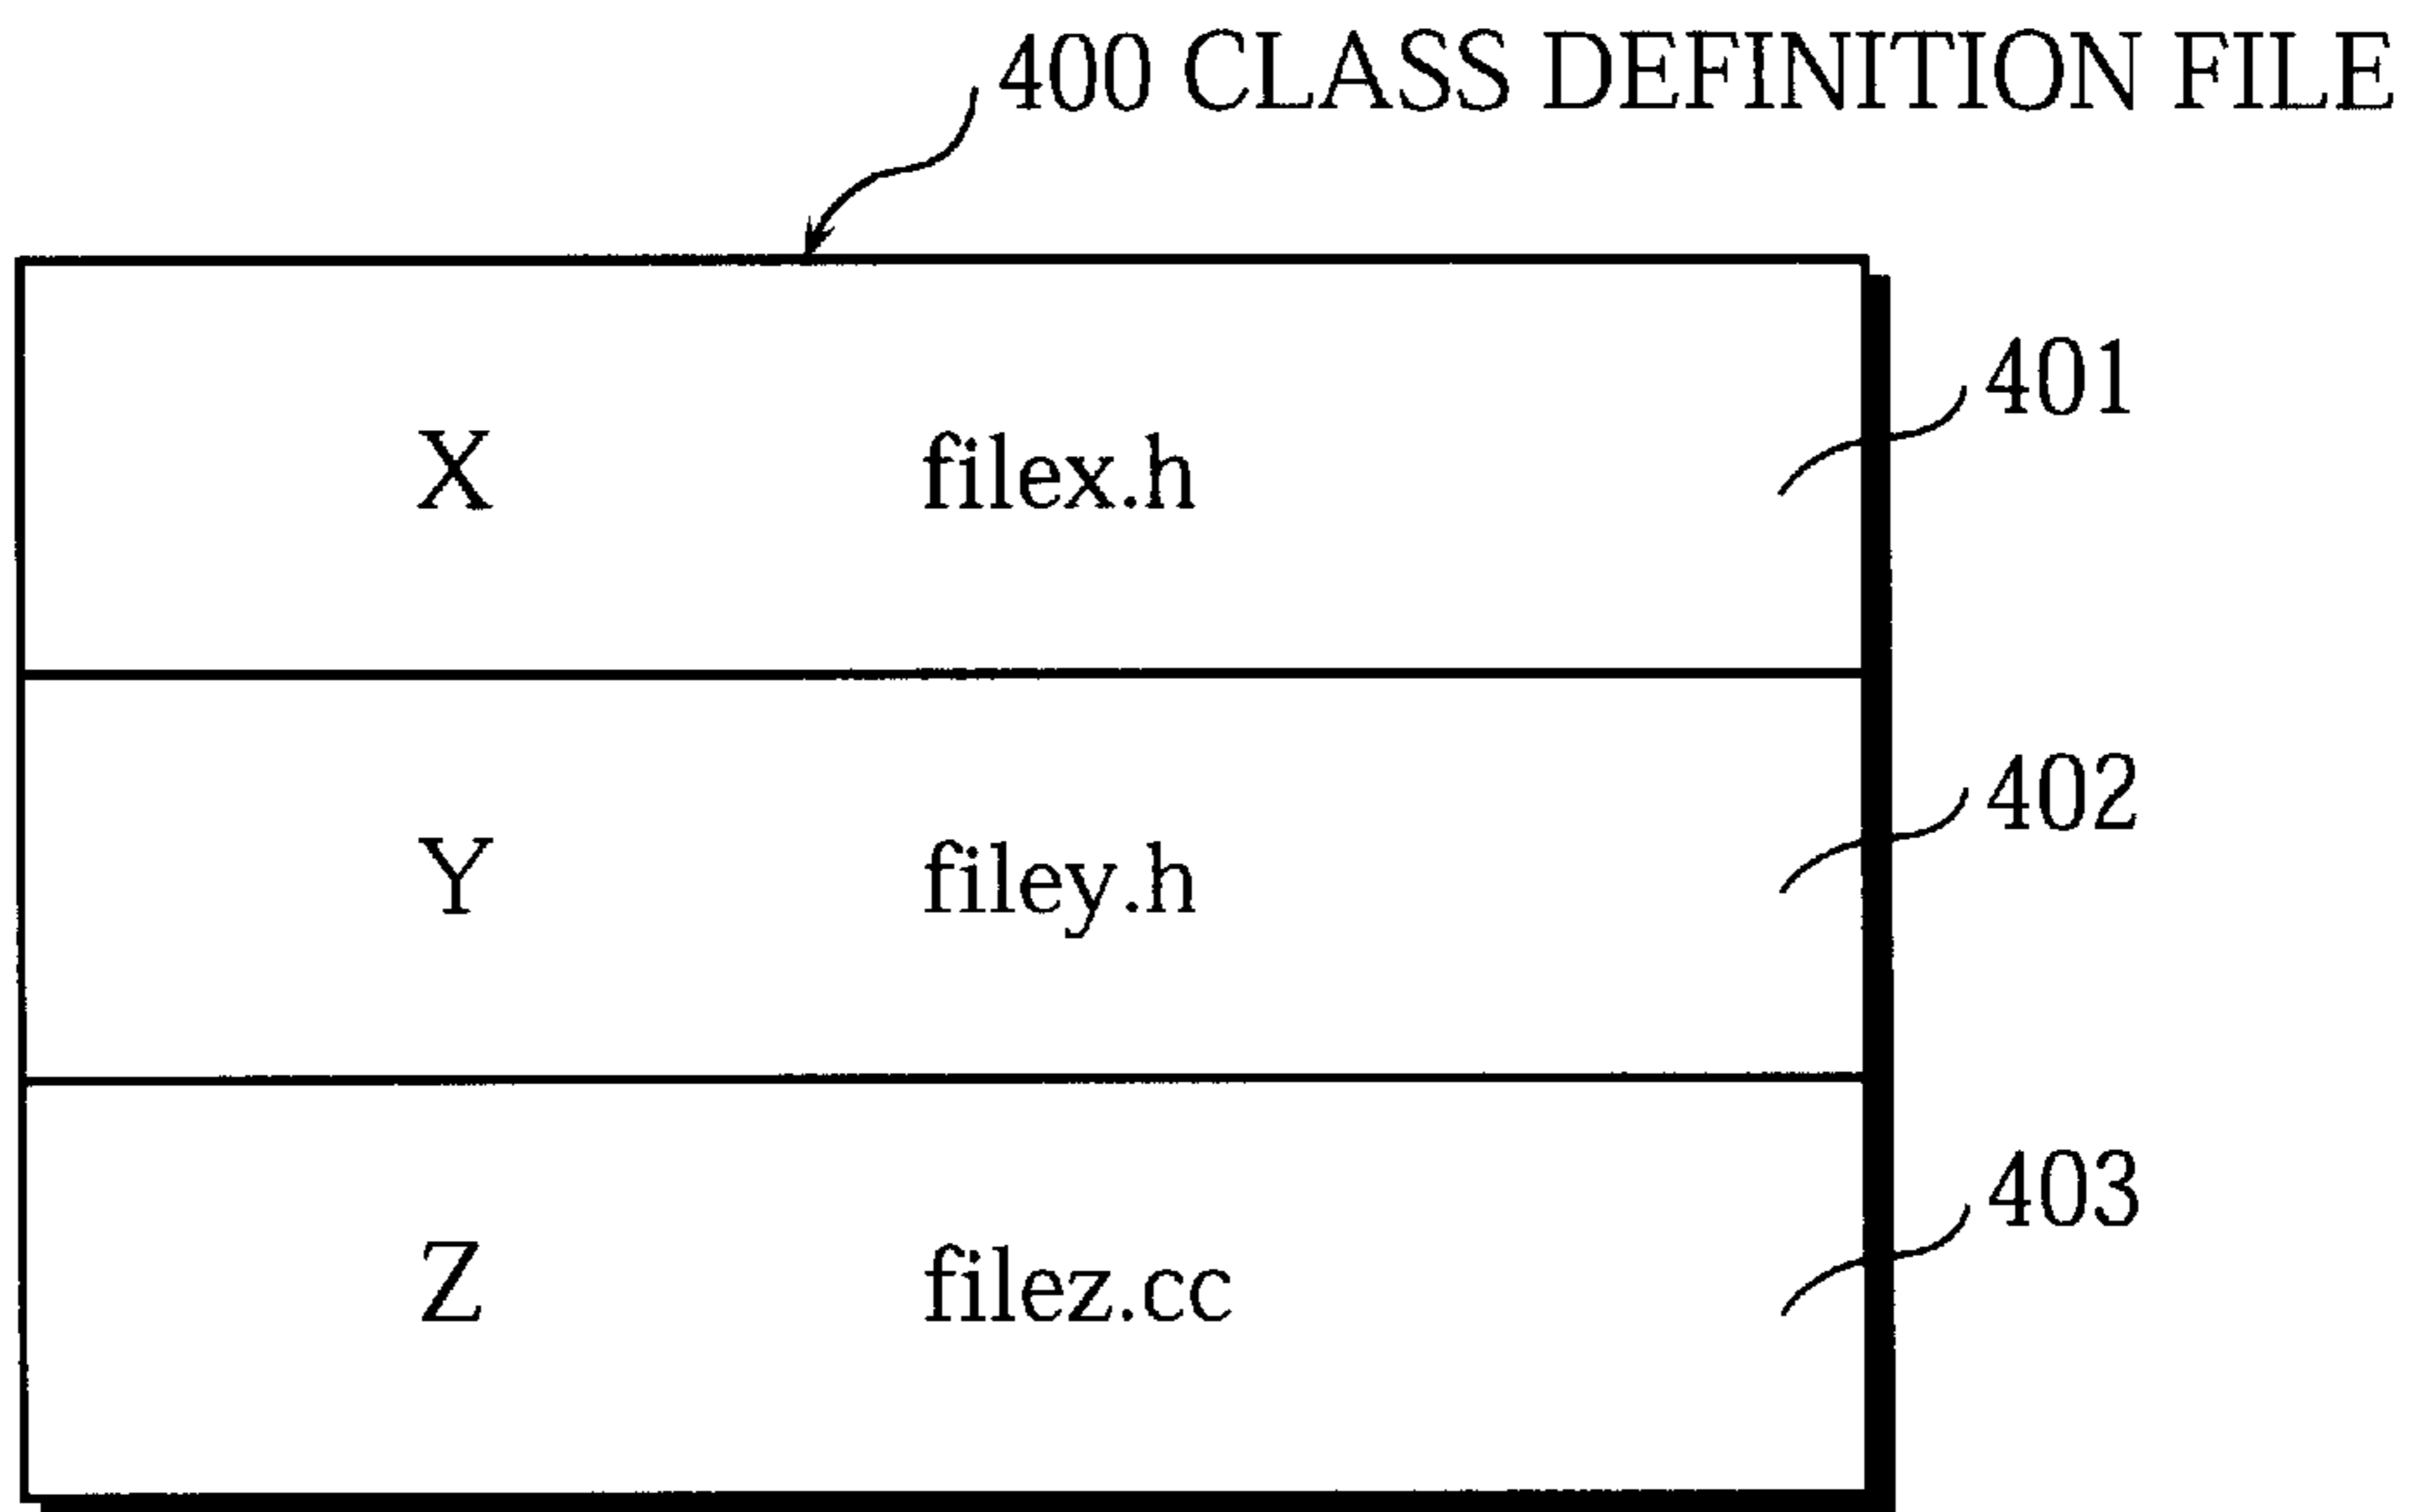 400 CLASS DEFINITION FILE
401
X filex.h
402
Y filey.h
403
Z filez.cc